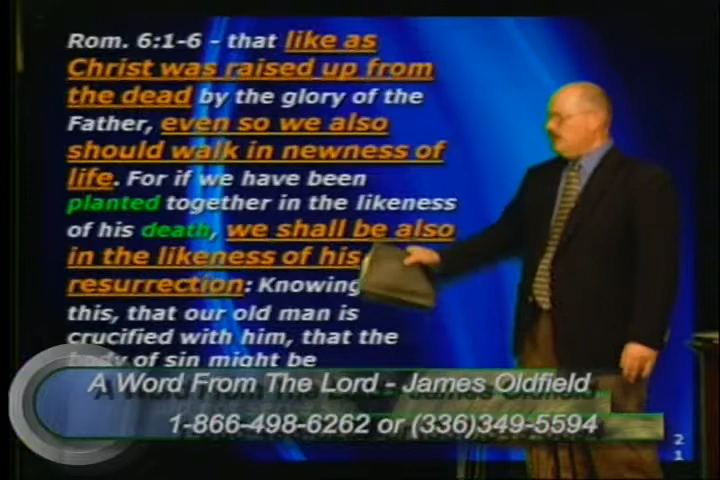 Rom. 6:1-6 - that like as
Christ was raised up from
the dead by the glory of the
Father, even so we also
should walk in newness of
life. For if we have been
planted together in the likeness
of his death, we shall be also
in the likeness of his
resurrection: Knowing
this, that our old man is
crucified with him, that the
body of sin might be
A Word From The Lord - James Oldfield
1-866-498-6262 or (336)349-5594
21